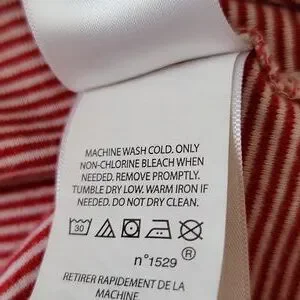 MACHINE WASH COLD. ONLY
NON-CHLORINE BLEACH WHEN
NEEDED. REMOVE PROMPTLY.
TUMBLE DRY LOW. WARM IRON IF
NEEDED. DO NOT DRY CLEAN.
30
n°1529 ®
RETIRER RAPIDEMENT DE LA
MACHINE